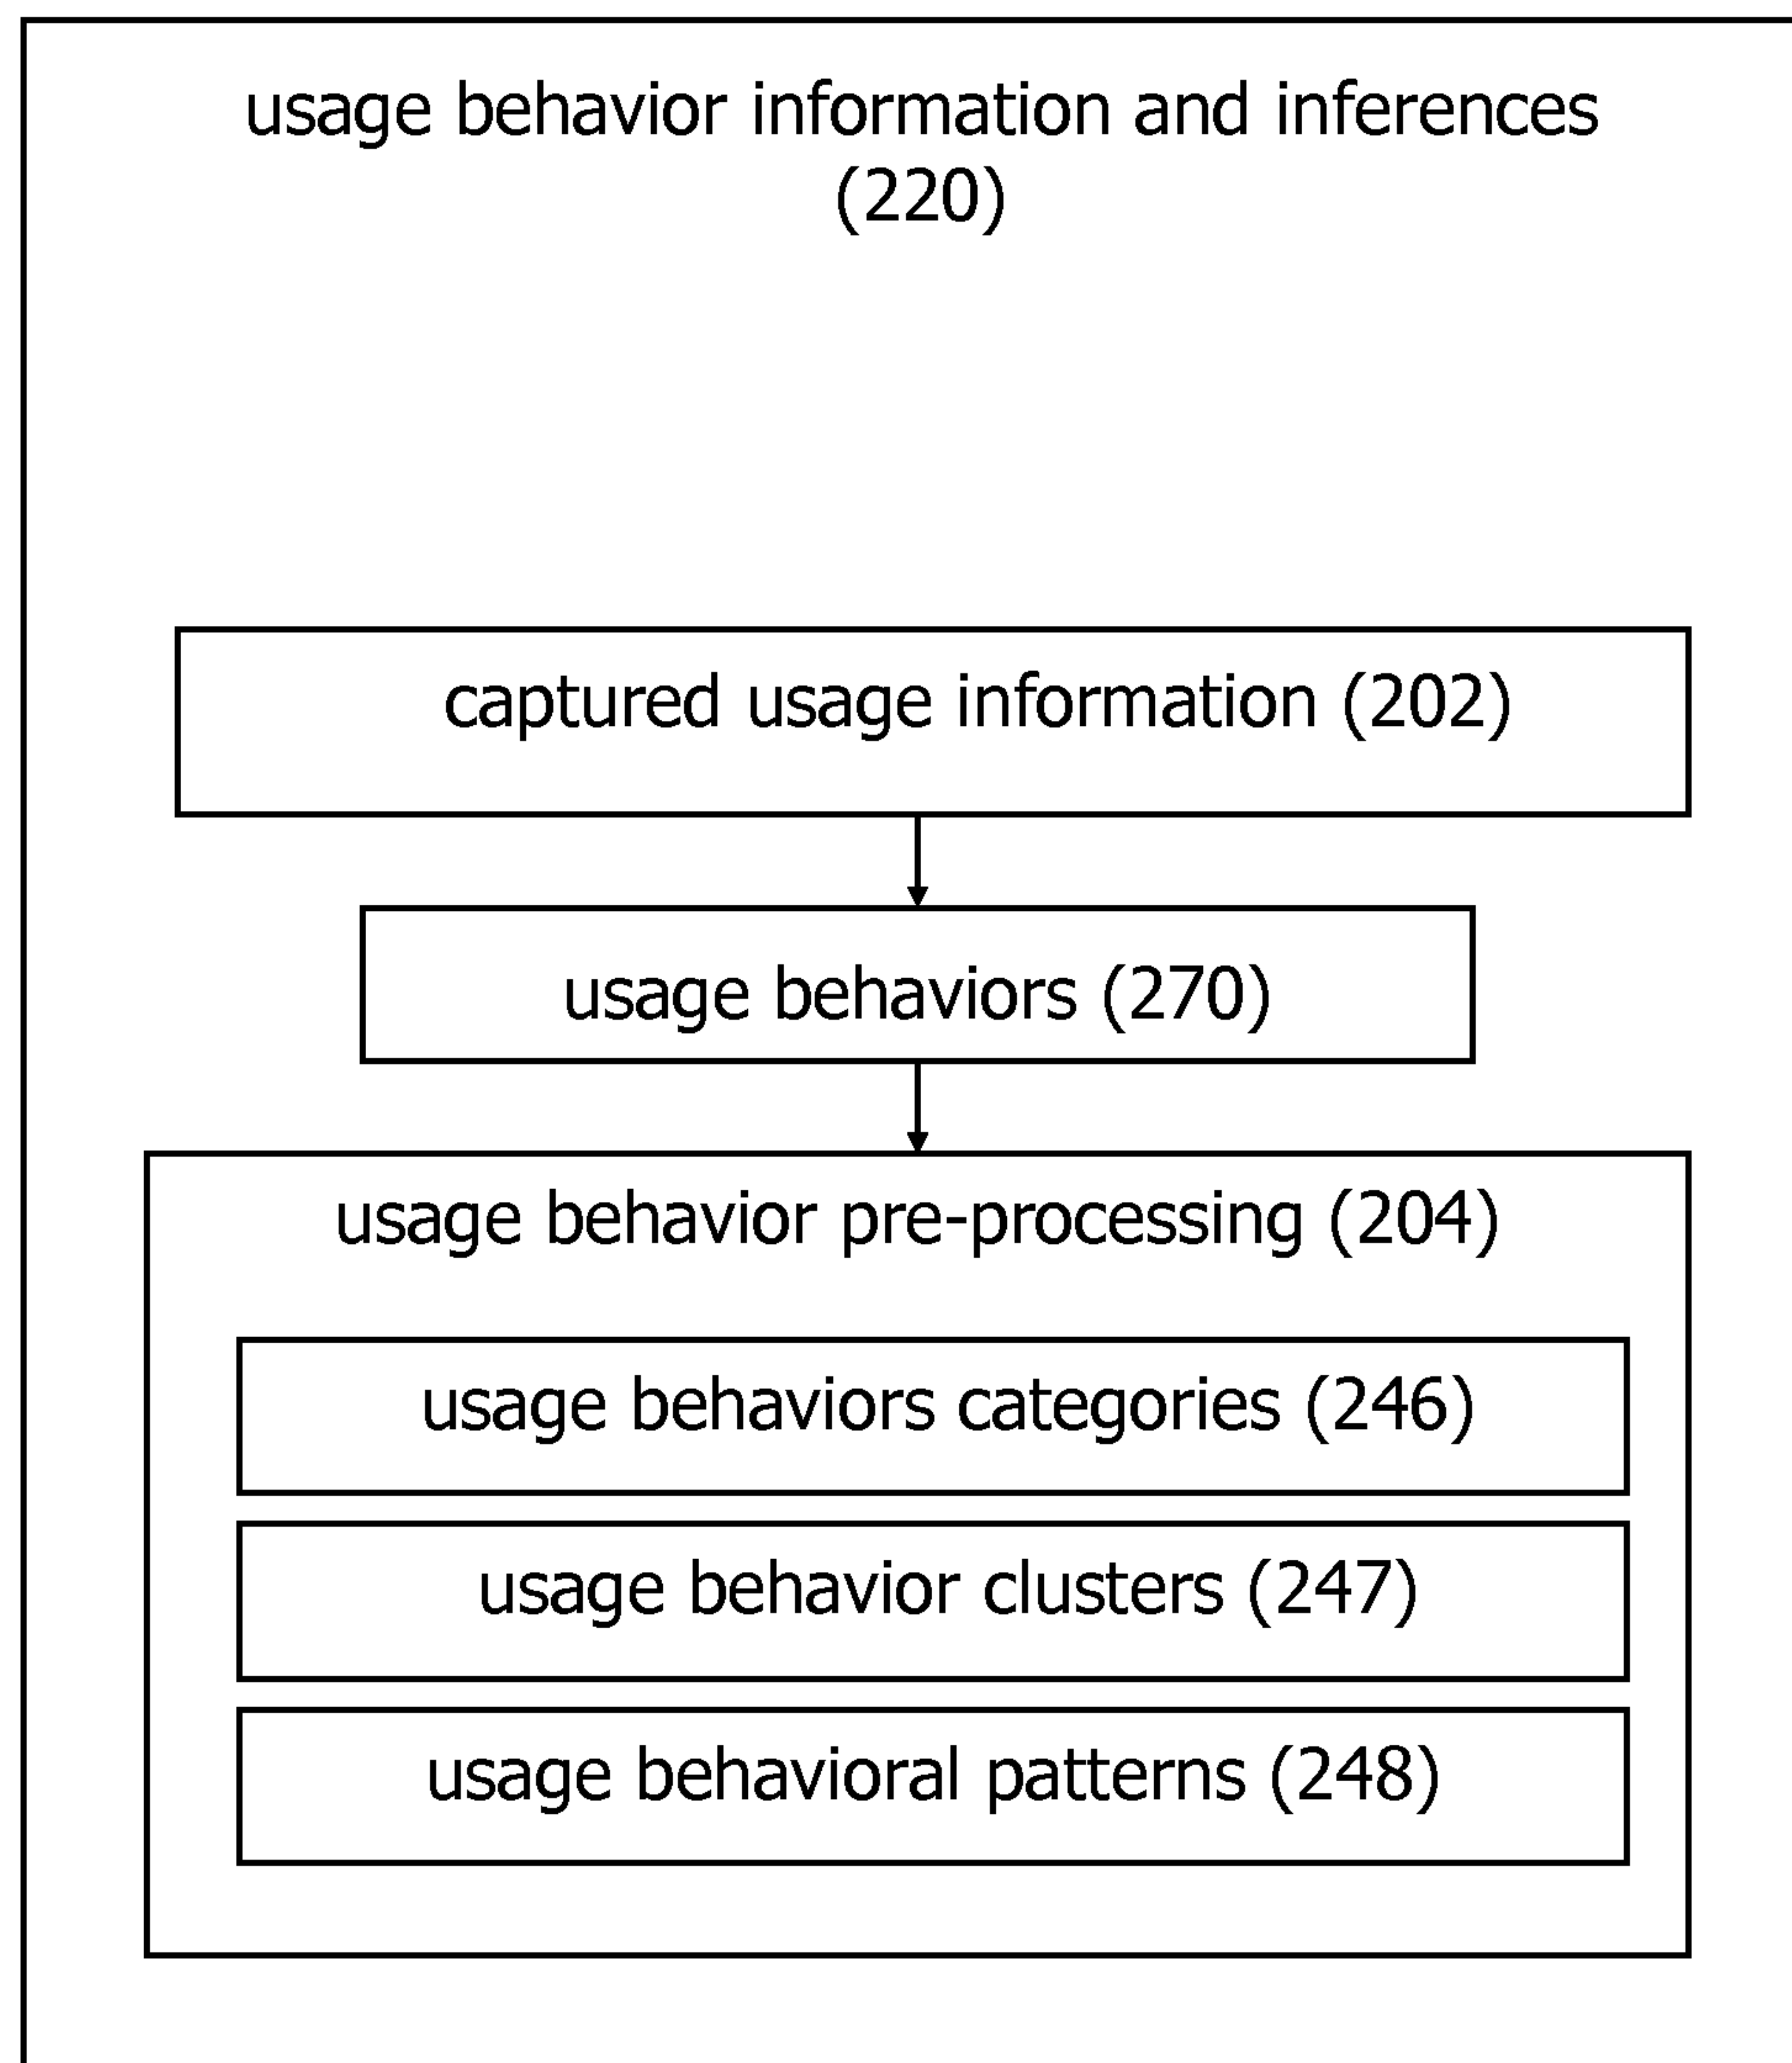 usage behavior information and inferences
(220)
captured usage information (202)
usage behaviors (270)
usage behavior pre-processing (204)
usage behaviors categories (246)
usage behavior clusters (247)
usage behavioral patterns (248)